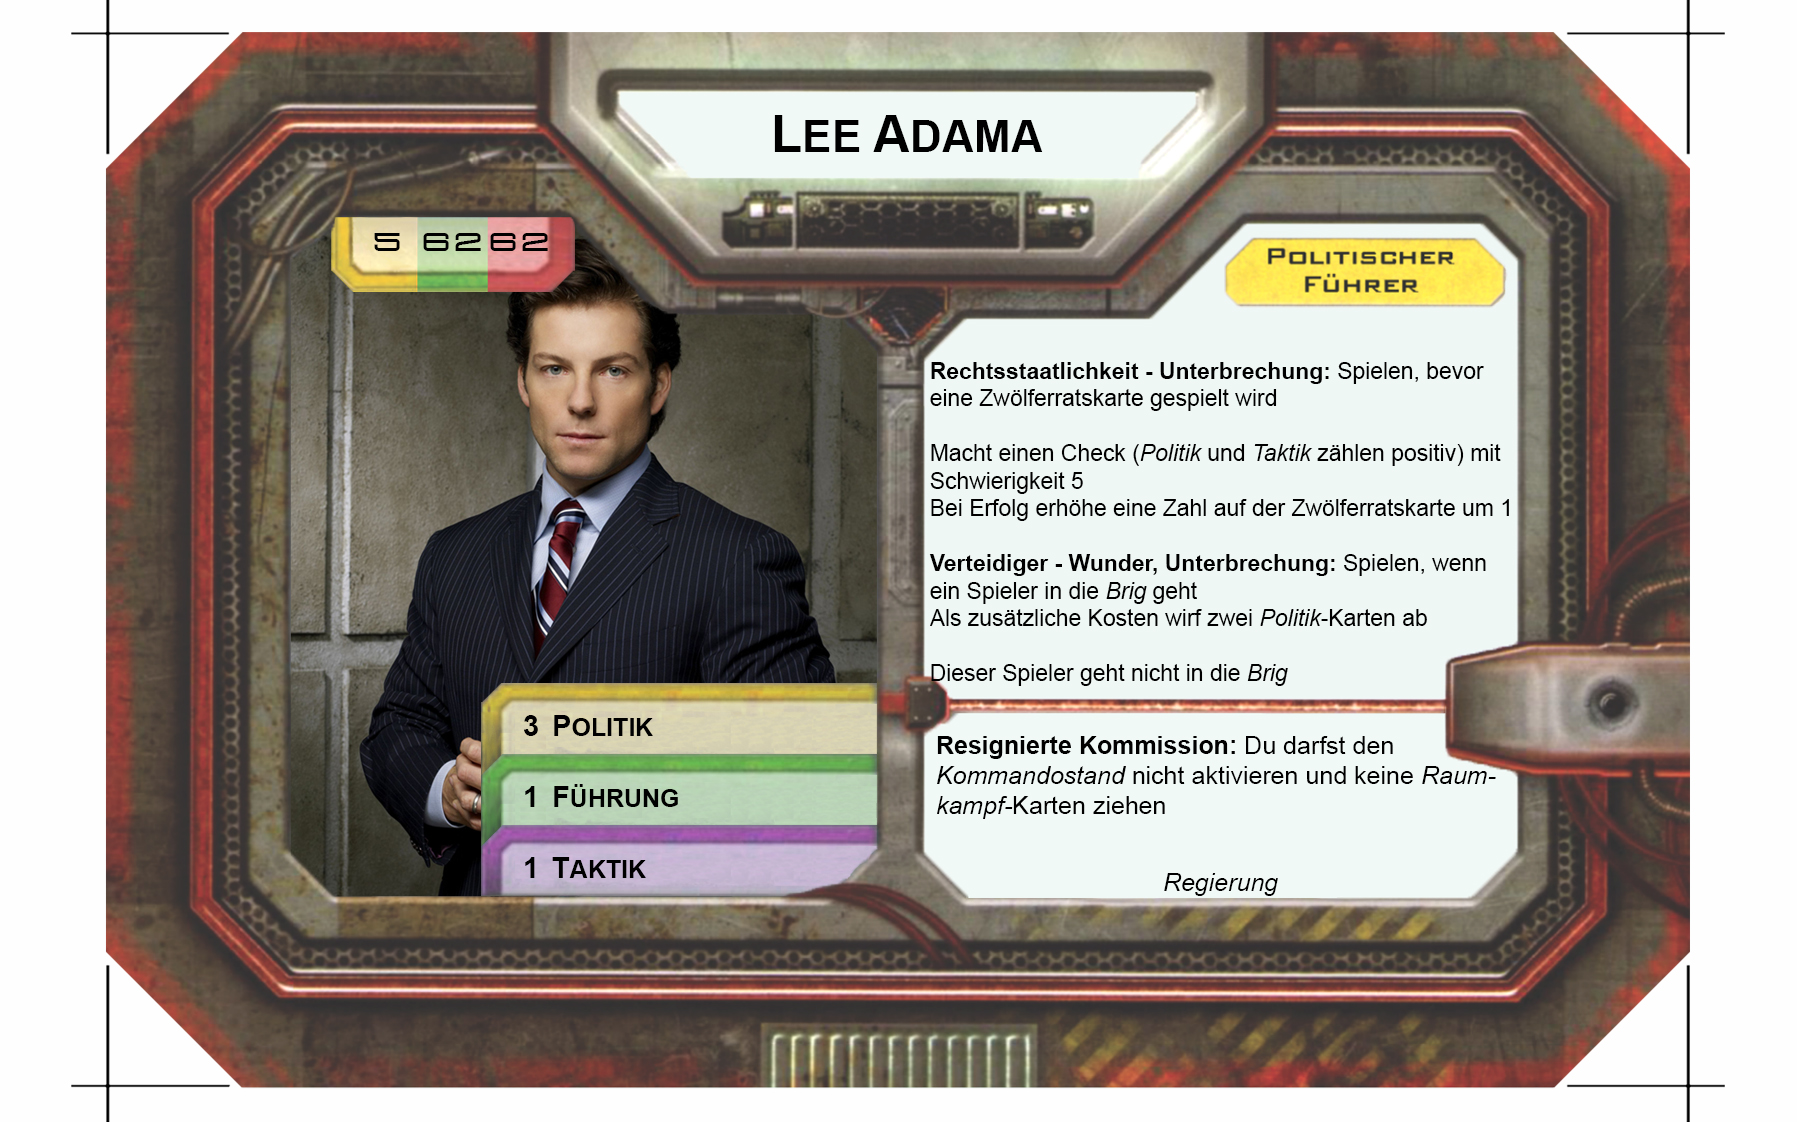 LEE ADAMA
5 62 62
POLITISCHER
FÜHRER
Rechtsstaatlichkeit - Unterbrechung: Spielen, bevor
eine Zwölferratskarte gespielt wird
Macht einen Check (Politik und Taktik zählen positiv) mit
Schwierigkeit 5
Bei Erfolg erhöhe eine Zahl auf der Zwölferratskarte um 1
Verteidiger - Wunder, Unterbrechung: Spielen, wenn
ein Spieler in die Brig geht
Als zusätzliche Kosten wirf zwei Politik-Karten ab
Dieser Spieler geht nicht in die Brig
3 POLITIK
1 FÜHRUNG
1 TAKTIK
Resignierte Kommission: Du darfst den
Kommandostand nicht aktivieren und keine Raum-
kampf-Karten ziehen
Regierung